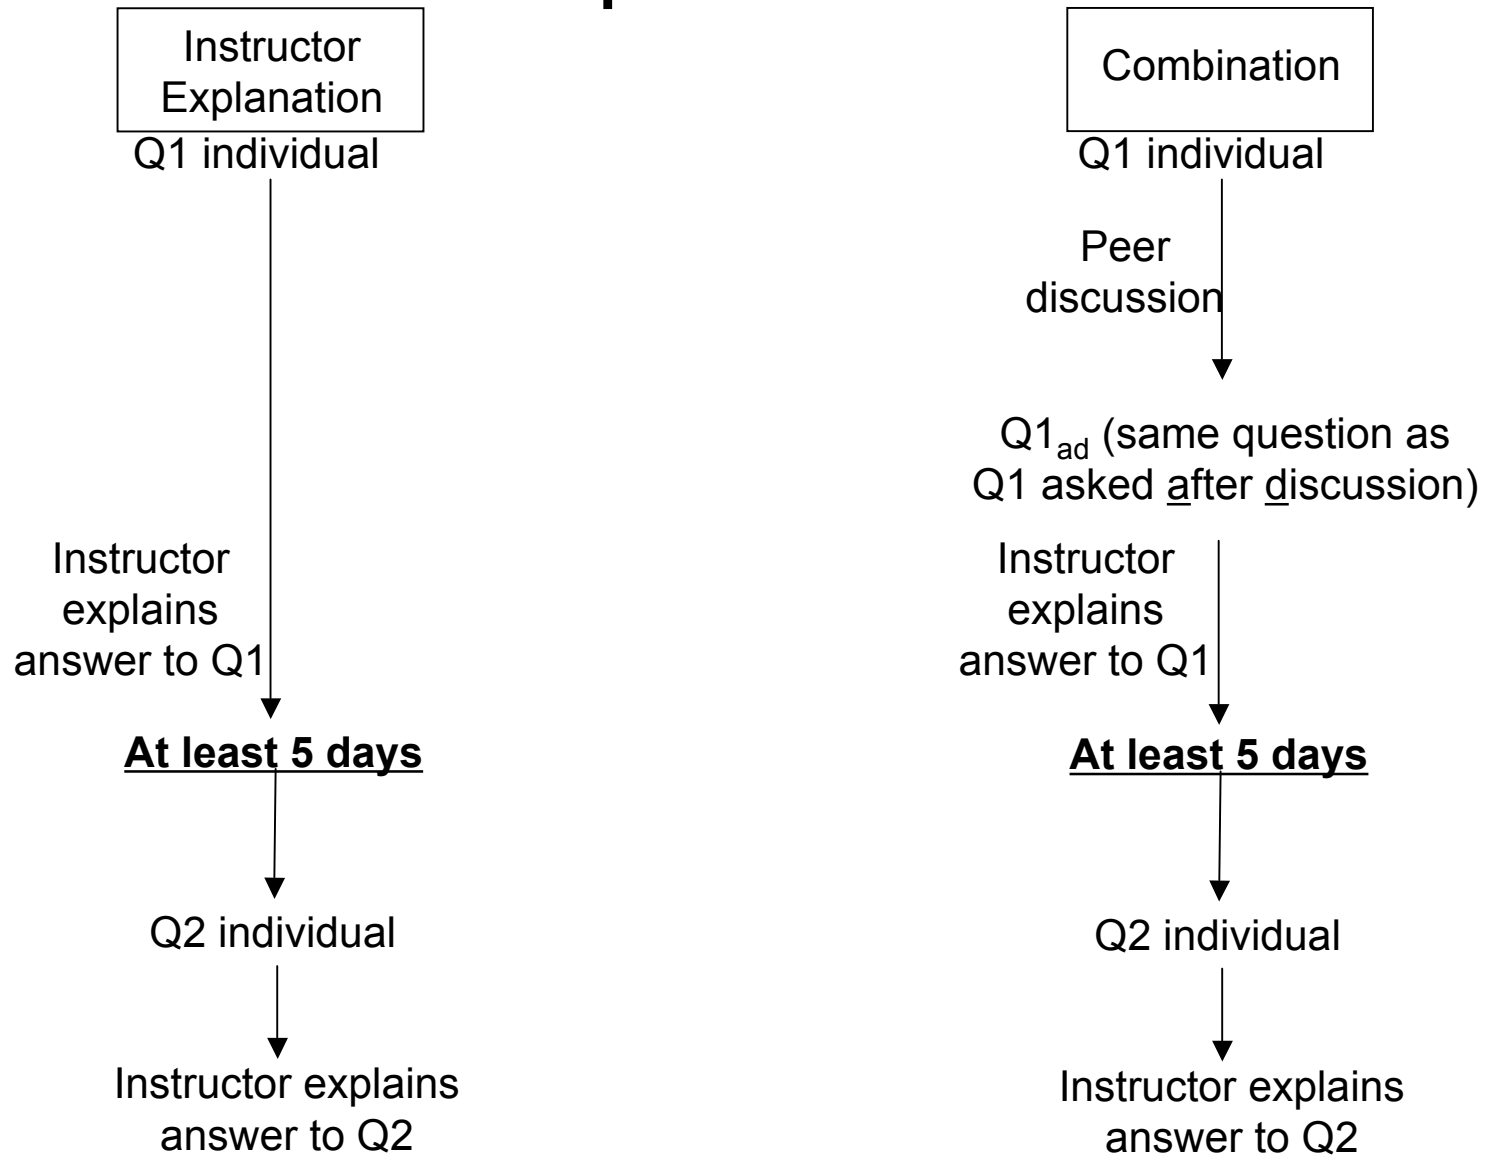 Instructor
Explanation
Q1 individual
Instructor
explains
answer to Q1
At least 5 days
Q2 individual
Instructor explains
answer to Q2
Combination
Q1 individual
Peer
discussion
Q1ad (same question as
Q1 asked after discussion)
Instructor
explains
answer to Q1
At least 5 days
Q2 individual
Instructor explains
answer to Q2